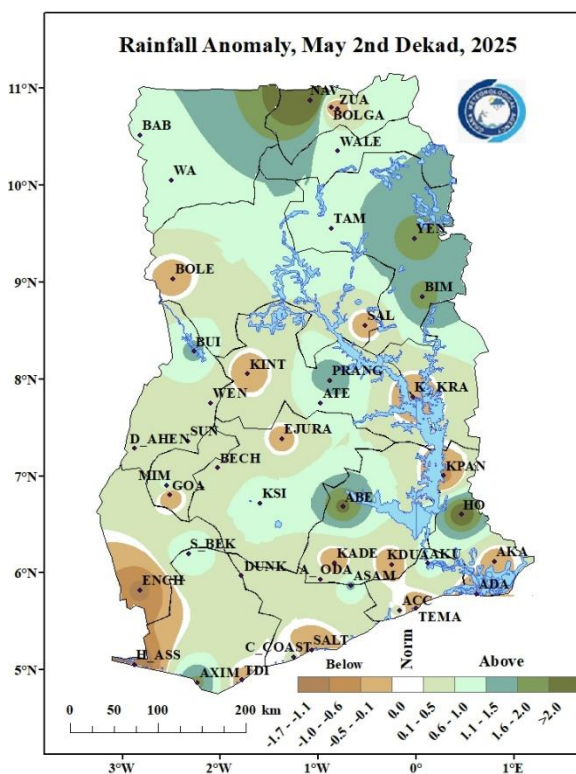 Rainfall Anomaly, May 2nd Dekad, 2025
11°N
10°N
9°N
8°N
7°N
6°N
5°N
NAV
ZUA
BOLGA
BAB
WALE
WA
TAM
YEN
BOLE
BIM
SAL
BUI
KINT
PRANG
K_KRA
WEN
ATE
SUN
EJURA
D_AHEN
BECH
KPAN
MIM
GOA
KSI
ABE
HO
S_BEK
KADE
KDUA
AKU
AKA
DUNK
A_ODA
ENCH
ASAM
ADA
ACC
TEMA
SALT
C_COAST
H_ASS
TDI
AXIM
Below
Norm
Above
-1.7 - -1.1
-1.0 - -0.6
-0.5 - -0.1
0.0
0.1 - 0.5
0.6 - 1.0
1.1 - 1.5
1.6 - 2.0
>2.0
0 100 200
km
3°W 2°W 1°W 0° 1°E